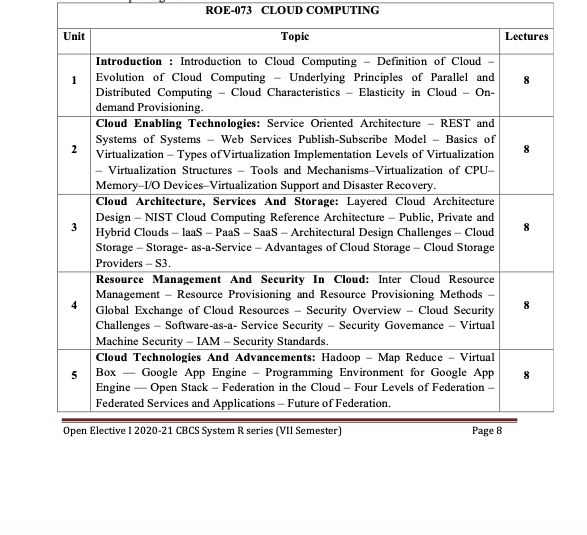 ROE-073 CLOUD COMPUTING
Unit Topic Lectures
1
Introduction : Introduction to Cloud Computing – Definition of Cloud –
Evolution of Cloud Computing – Underlying Principles of Parallel and
Distributed Computing – Cloud Characteristics – Elasticity in Cloud – On-
demand Provisioning.
8
2
Cloud Enabling Technologies: Service Oriented Architecture – REST and
Systems of Systems – Web Services Publish-Subscribe Model – Basics of
Virtualization – Types of Virtualization Implementation Levels of Virtualization
– Virtualization Structures – Tools and Mechanisms–Virtualization of CPU–
Memory–I/O Devices–Virtualization Support and Disaster Recovery.
8
3
Cloud Architecture, Services And Storage: Layered Cloud Architecture
Design – NIST Cloud Computing Reference Architecture – Public, Private and
Hybrid Clouds – laaS – PaaS – SaaS – Architectural Design Challenges – Cloud
Storage – Storage- as-a-Service – Advantages of Cloud Storage – Cloud Storage
Providers – S3.
8
4
Resource Management And Security In Cloud: Inter Cloud Resource
Management – Resource Provisioning and Resource Provisioning Methods –
Global Exchange of Cloud Resources – Security Overview – Cloud Security
Challenges – Software-as-a- Service Security – Security Governance – Virtual
Machine Security – IAM – Security Standards.
8
5
Cloud Technologies And Advancements: Hadoop – Map Reduce – Virtual
Box –– Google App Engine – Programming Environment for Google App
Engine –– Open Stack – Federation in the Cloud – Four Levels of Federation –
Federated Services and Applications – Future of Federation.
8
Open Elective I 2020-21 CBCS System R series (VII Semester) Page 8